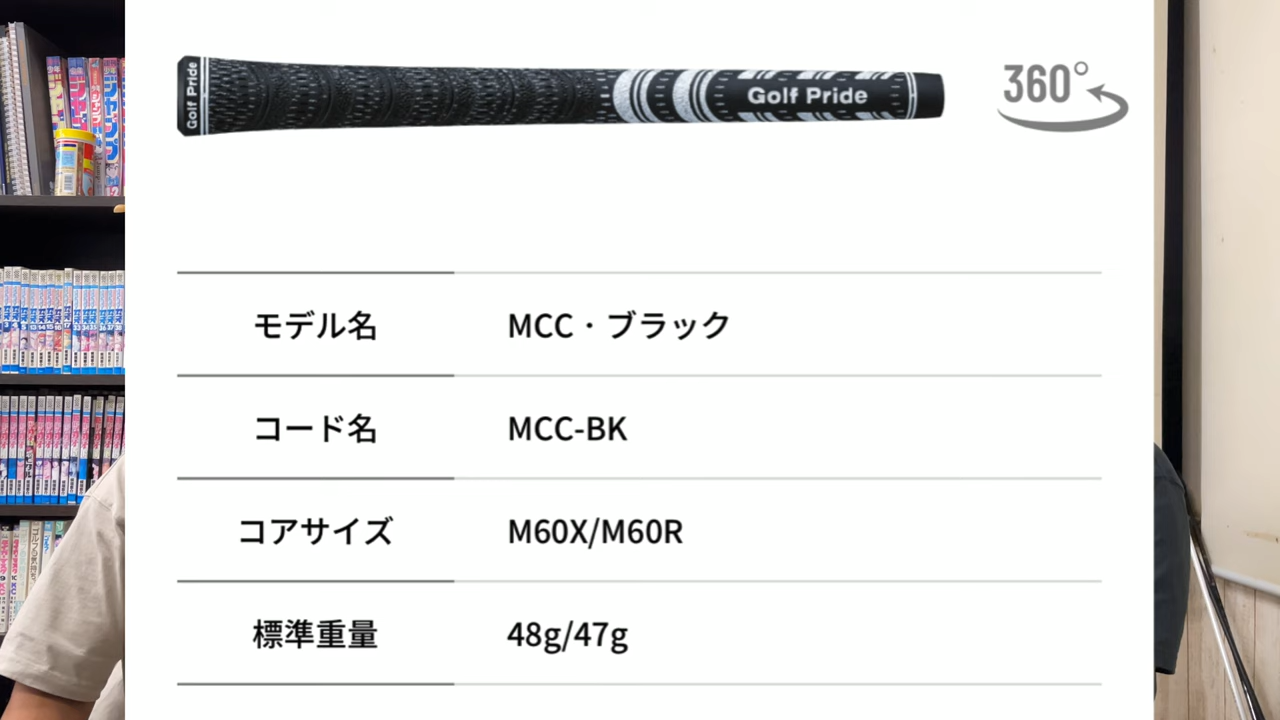 Golf Pride
Golf Pride
360°
モデル名
MCC・ブラック
コード名
MCC-BK
コアサイズ
M60X/M60R
標準重量
48g/47g